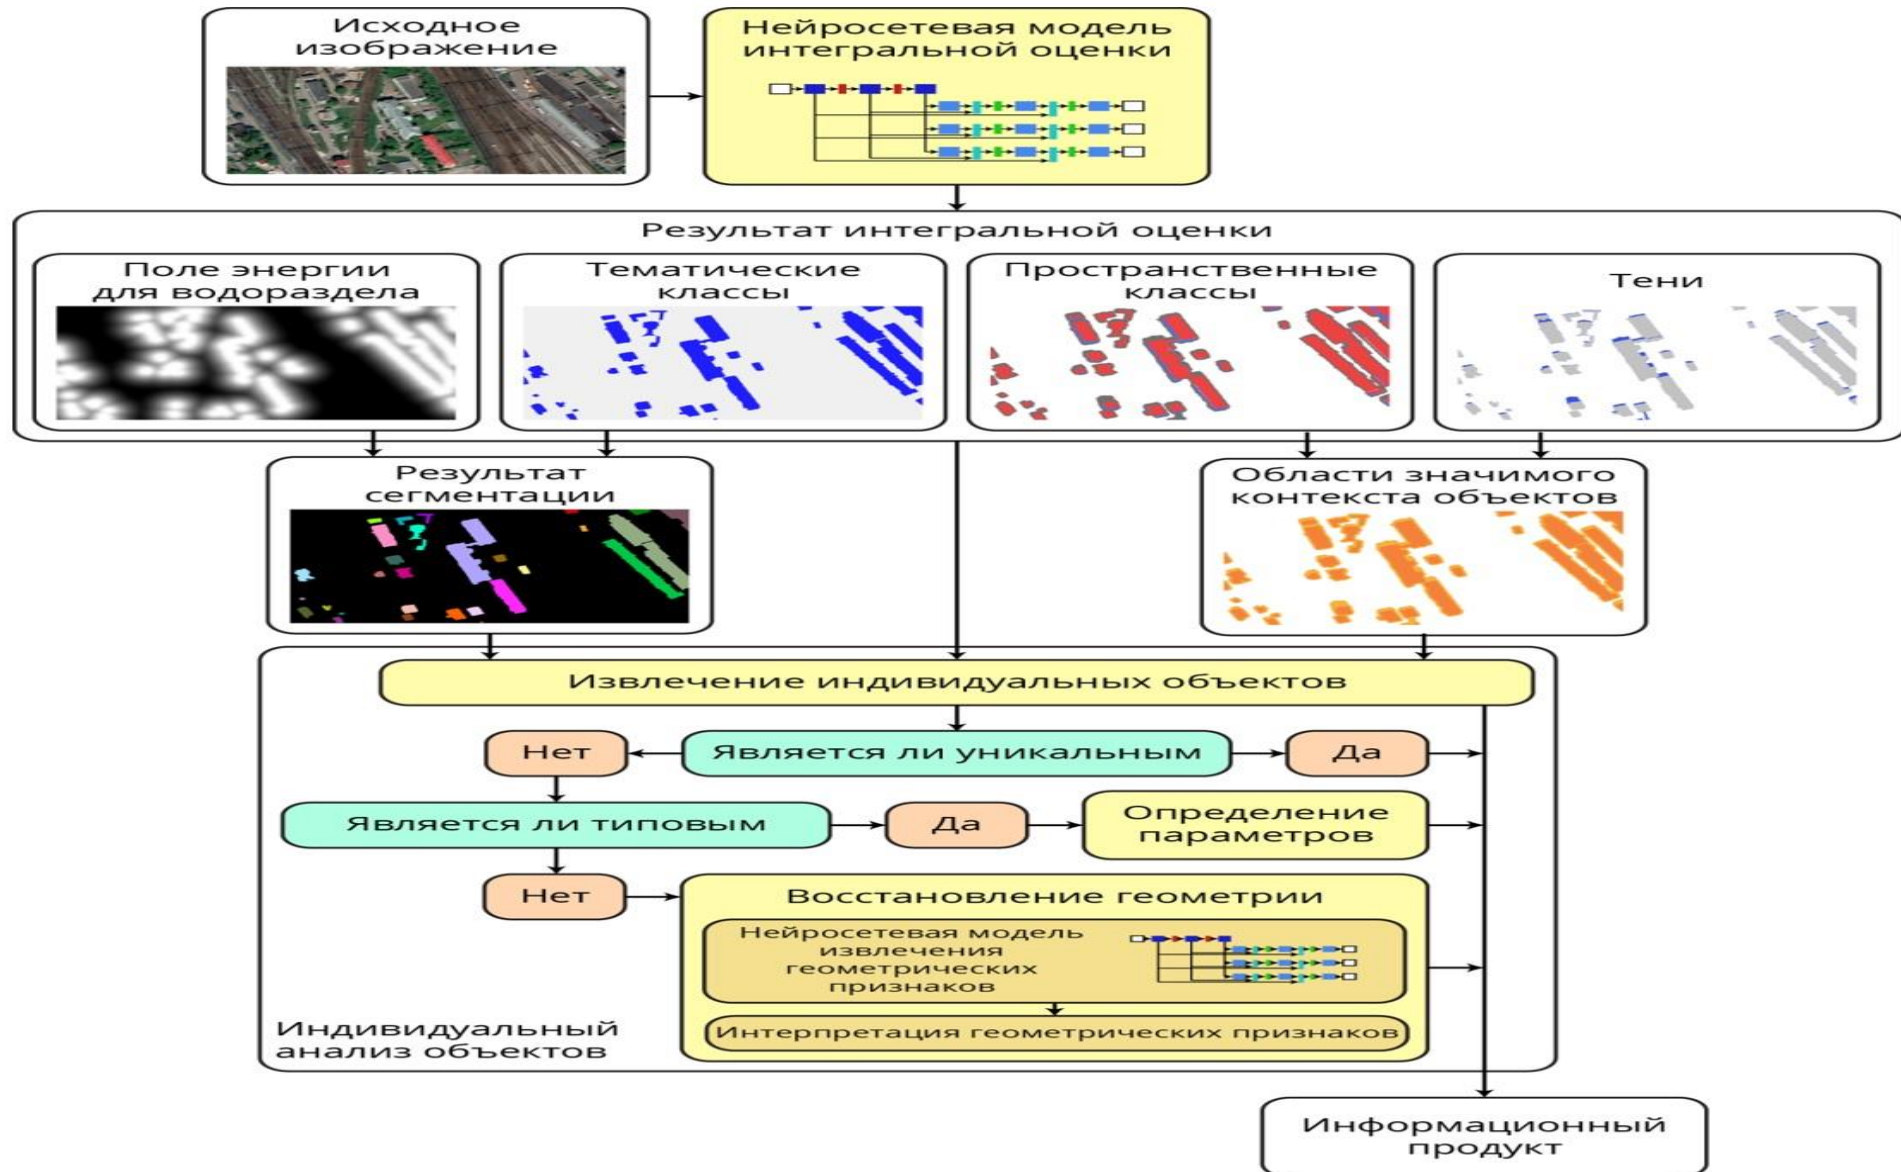 Исходное
изображение
Нейросетевая модель
интегральной оценки
Результат интегральной оценки
Поле энергии
для водораздела
Тематические
классы
Пространственные
классы
Тени
Результат
сегментации
Области значимого
контекста объектов
Извлечение индивидуальных объектов
Нет
Является ли уникальным
Да
Является ли типовым
Да
Определение
параметров
Нет
Восстановление геометрии
Нейросетевая модель
извлечения
геометрических
признаков
Интерпретация геометрических признаков
Индивидуальный
анализ объектов
Информационный
продукт